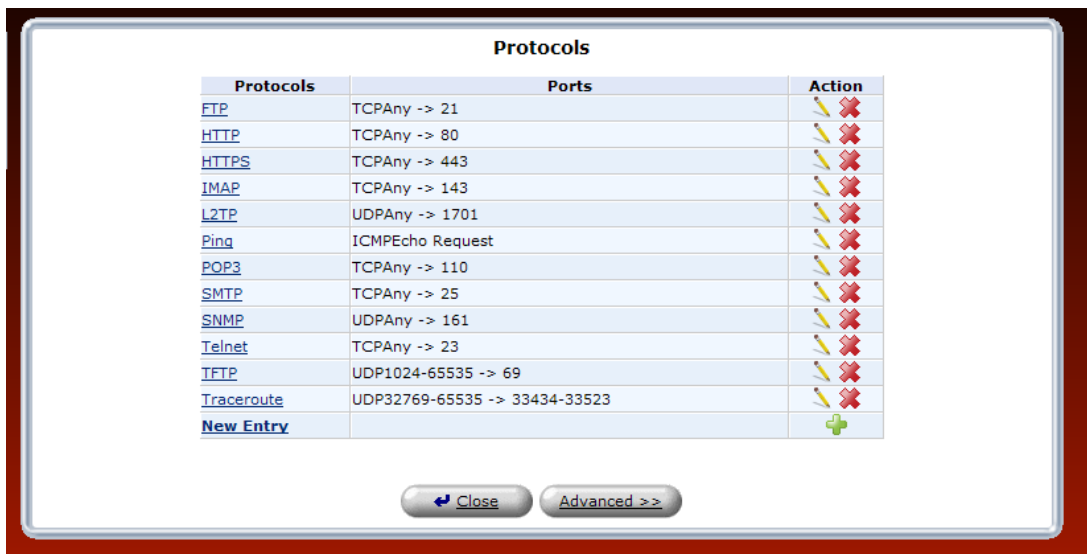 Protocols
Protocols Ports Action
FTP TCPAny -> 21
HTTP TCPAny -> 80
HTTPS TCPAny -> 443
IMAP TCPAny -> 143
L2TP UDPAny -> 1701
Ping ICMPEcho Request
POP3 TCPAny -> 110
SMTP TCPAny -> 25
SNMP UDPAny -> 161
Telnet TCPAny -> 23
TFTP UDP1024-65535 -> 69
Traceroute UDP32769-65535 -> 33434-33523
New Entry
Close Advanced >>